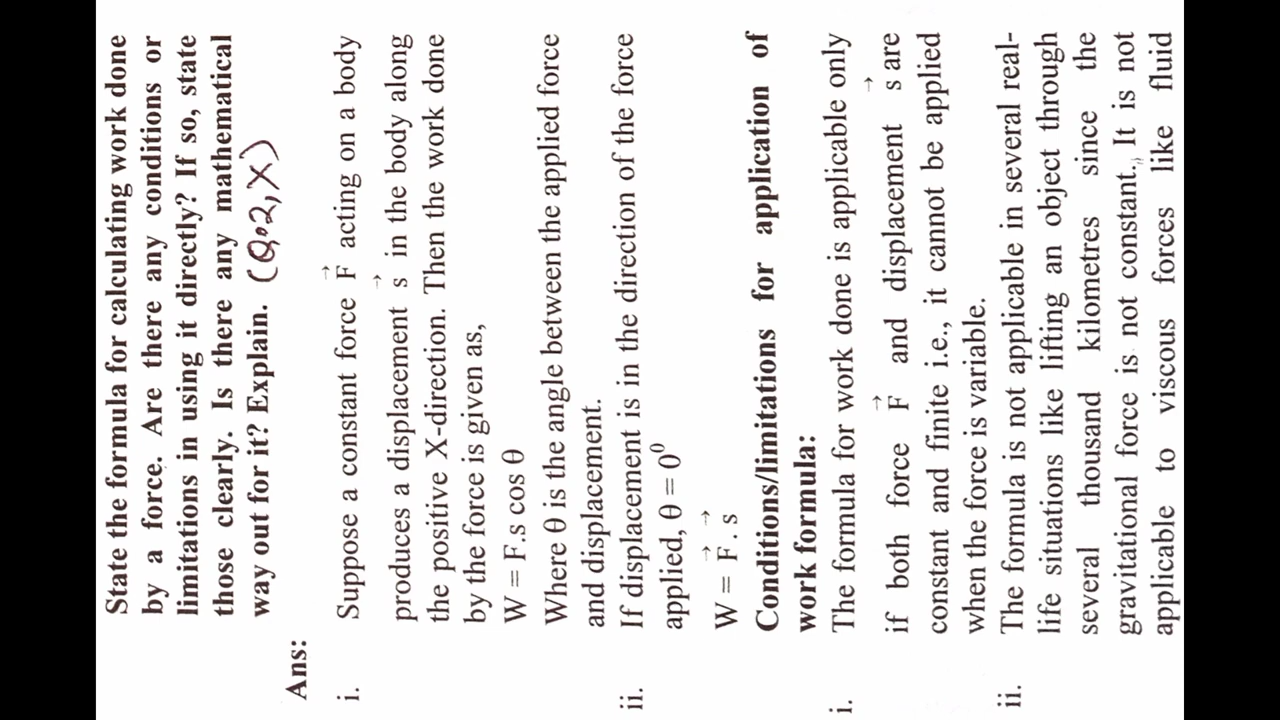 State the formula for calculating work done
by a force. Are there any conditions or
limitations in using it directly? If so, state
those clearly. Is there any mathematical
way out for it? Explain. (Q.2, X)
Ans:
i. Suppose a constant force F⃗ acting on a body
produces a displacement s⃗ in the body along
the positive X-direction. Then the work done
by the force is given as,
W = F.s cos θ
Where θ is the angle between the applied force
and displacement.
ii. If displacement is in the direction of the force
applied, θ = 0⁰
W = F⃗ . s⃗
Conditions/limitations for application of
work formula:
i. The formula for work done is applicable only
if both force F⃗ and displacement s⃗ are
constant and finite i.e., it cannot be applied
when the force is variable.
ii. The formula is not applicable in several real-
life situations like lifting an object through
several thousand kilometres since the
gravitational force is not constant. It is not
applicable to viscous forces like fluid